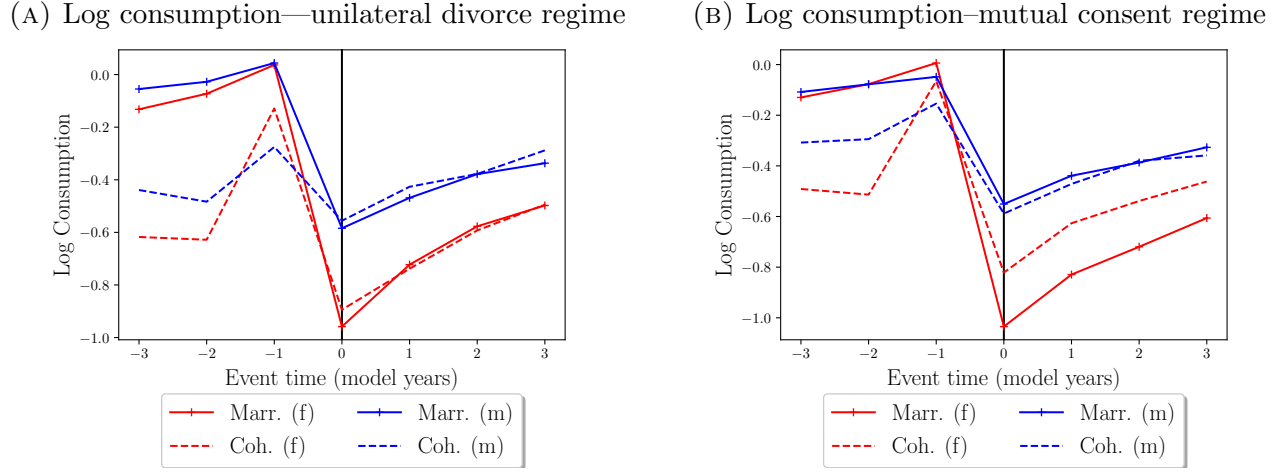 (A) Log consumption—unilateral divorce regime
Log Consumption
0.0
−0.2
−0.4
−0.6
−0.8
−1.0
−3 −2 −1 0 1 2 3
Event time (model years)
Marr. (f) Marr. (m)
Coh. (f) Coh. (m)
(B) Log consumption–mutual consent regime
Log Consumption
0.0
−0.2
−0.4
−0.6
−0.8
−1.0
−3 −2 −1 0 1 2 3
Event time (model years)
Marr. (f) Marr. (m)
Coh. (f) Coh. (m)